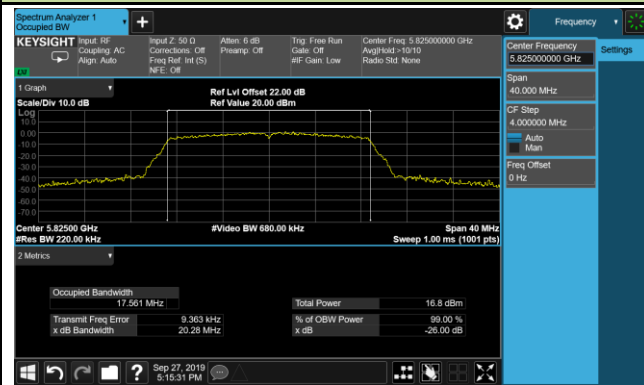 Spectrum Analyzer 1
Occupied BW
Frequency
KEYSIGHT
Input: RF
Coupling: AC
Align: Auto
Input Z: 50 Ω
Corrections: Off
Freq Ref: Int (S)
NFE: Off
Atten: 6 dB
Preamp: Off
Trig: Free Run
Gate: Off
#IF Gain: Low
Center Freq: 5.825000000 GHz
Avg|Hold:>10/10
Radio Std: None
Center Frequency
5.825000000 GHz
Settings
Span
40.000 MHz
CF Step
4.000000 MHz
Auto
Man
Freq Offset
0 Hz
1 Graph
Scale/Div 10.0 dB
Ref Lvl Offset 22.00 dB
Ref Value 20.00 dBm
Log
10.0
0.00
-10.0
-20.0
-30.0
-40.0
-50.0
-60.0
-70.0
Center 5.82500 GHz
#Res BW 220.00 kHz
#Video BW 680.00 kHz
Span 40 MHz
Sweep 1.00 ms (1001 pts)
2 Metrics
Occupied Bandwidth
17.561 MHz
Transmit Freq Error 9.363 kHz
x dB Bandwidth 20.28 MHz
Total Power 16.8 dBm
% of OBW Power 99.00 %
x dB -26.00 dB
Sep 27, 2019
5:15:31 PM